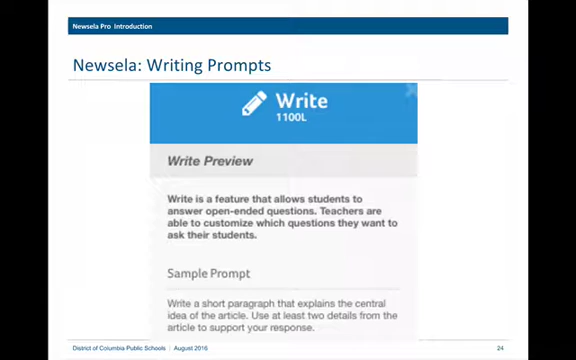 Newsela Pro Introduction
Newsela: Writing Prompts
Write
1100L
Write Preview
Write is a feature that allows students to
answer open-ended questions. Teachers are
able to customize which questions they want to
ask their students.
Sample Prompt
Write a short paragraph that explains the central
idea of the article. Use at least two details from the
article to support your response.
District of Columbia Public Schools | August 2016
24